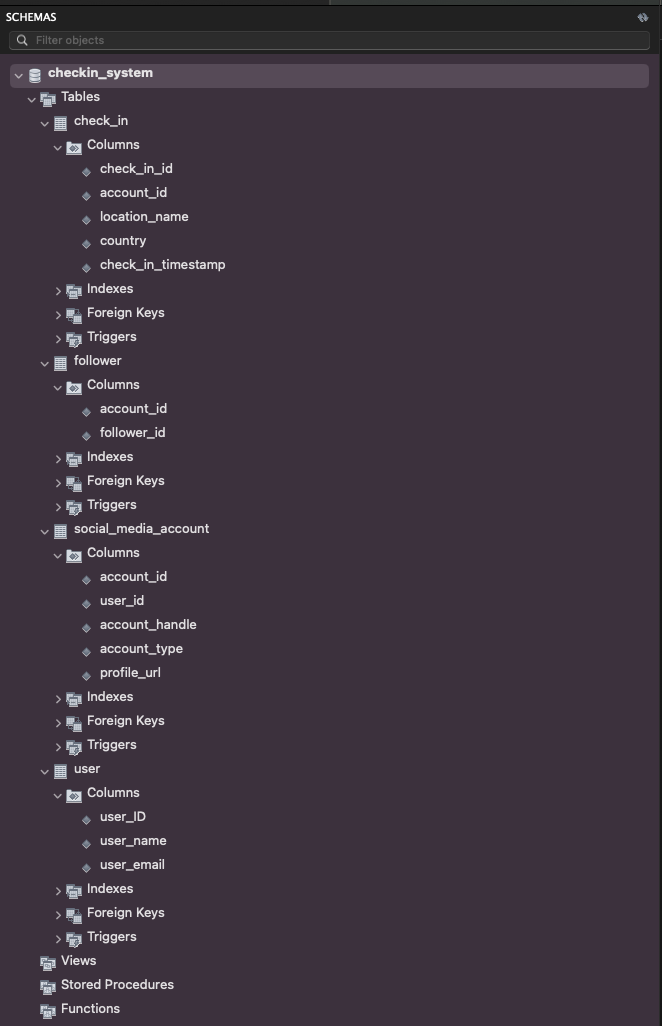 SCHEMAS
Filter objects
checkin_system
Tables
check_in
Columns
check_in_id
account_id
location_name
country
check_in_timestamp
Indexes
Foreign Keys
Triggers
follower
Columns
account_id
follower_id
Indexes
Foreign Keys
Triggers
social_media_account
Columns
account_id
user_id
account_handle
account_type
profile_url
Indexes
Foreign Keys
Triggers
user
Columns
user_ID
user_name
user_email
Indexes
Foreign Keys
Triggers
Views
Stored Procedures
Functions